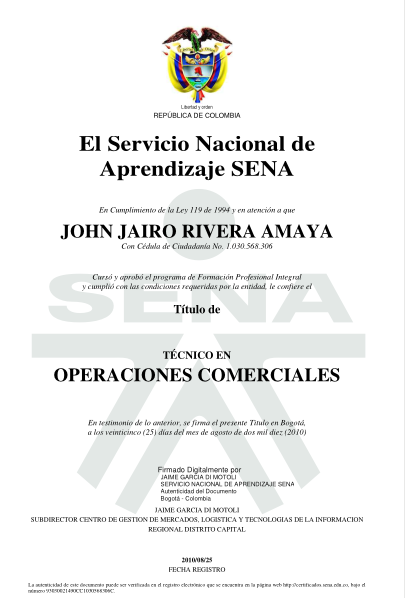 Libertad y orden
REPÚBLICA DE COLOMBIA
El Servicio Nacional de
Aprendizaje SENA
En Cumplimiento de la Ley 119 de 1994 y en atención a que
JOHN JAIRO RIVERA AMAYA
Con Cédula de Ciudadanía No. 1.030.568.306
Cursó y aprobó el programa de Formación Profesional Integral
y cumplió con las condiciones requeridas por la entidad, le confiere el
SENA
Título de
TÉCNICO EN
OPERACIONES COMERCIALES
En testimonio de lo anterior, se firma el presente Título en Bogotá,
a los veinticinco (25) días del mes de agosto de dos mil diez (2010)
Firmado Digitalmente por
JAIME GARCIA DI MOTOLI
SERVICIO NACIONAL DE APRENDIZAJE SENA
Autenticidad del Documento
Bogotá - Colombia
JAIME GARCIA DI MOTOLI
SUBDIRECTOR CENTRO DE GESTION DE MERCADOS, LOGISTICA Y TECNOLOGIAS DE LA INFORMACION
REGIONAL DISTRITO CAPITAL
2010/08/25
FECHA REGISTRO
La autenticidad de este documento puede ser verificada en el registro electrónico que se encuentra en la página web http://certificados.sena.edu.co, bajo el
número 93050021490CC1030568306C.